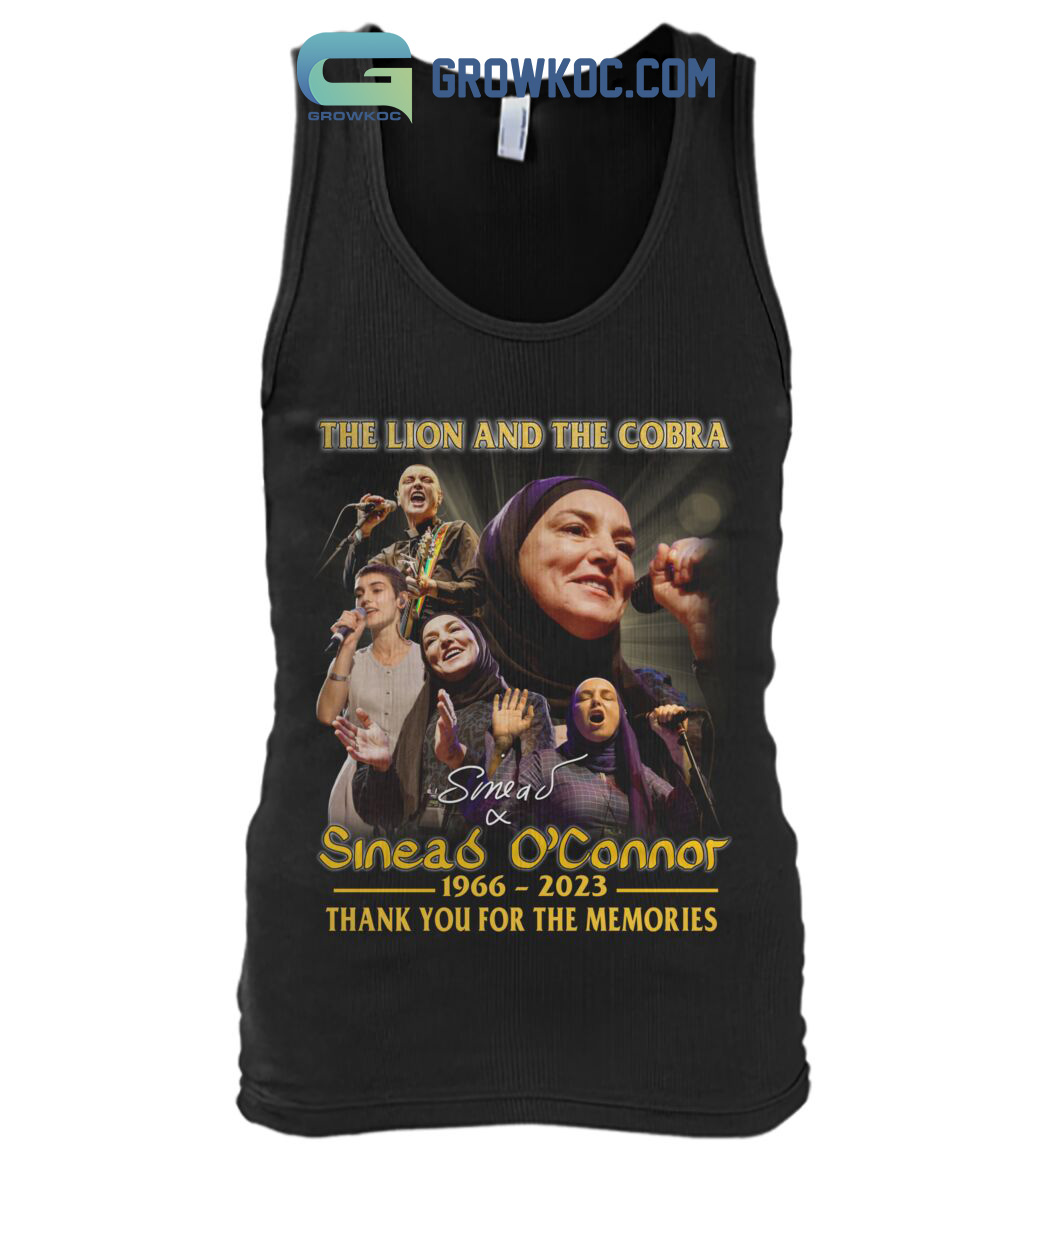 GROWKOC.COM
GROWKOC
THE LION AND THE COBRA
Sinead
Sinead O'Connor
1966 - 2023
THANK YOU FOR THE MEMORIES